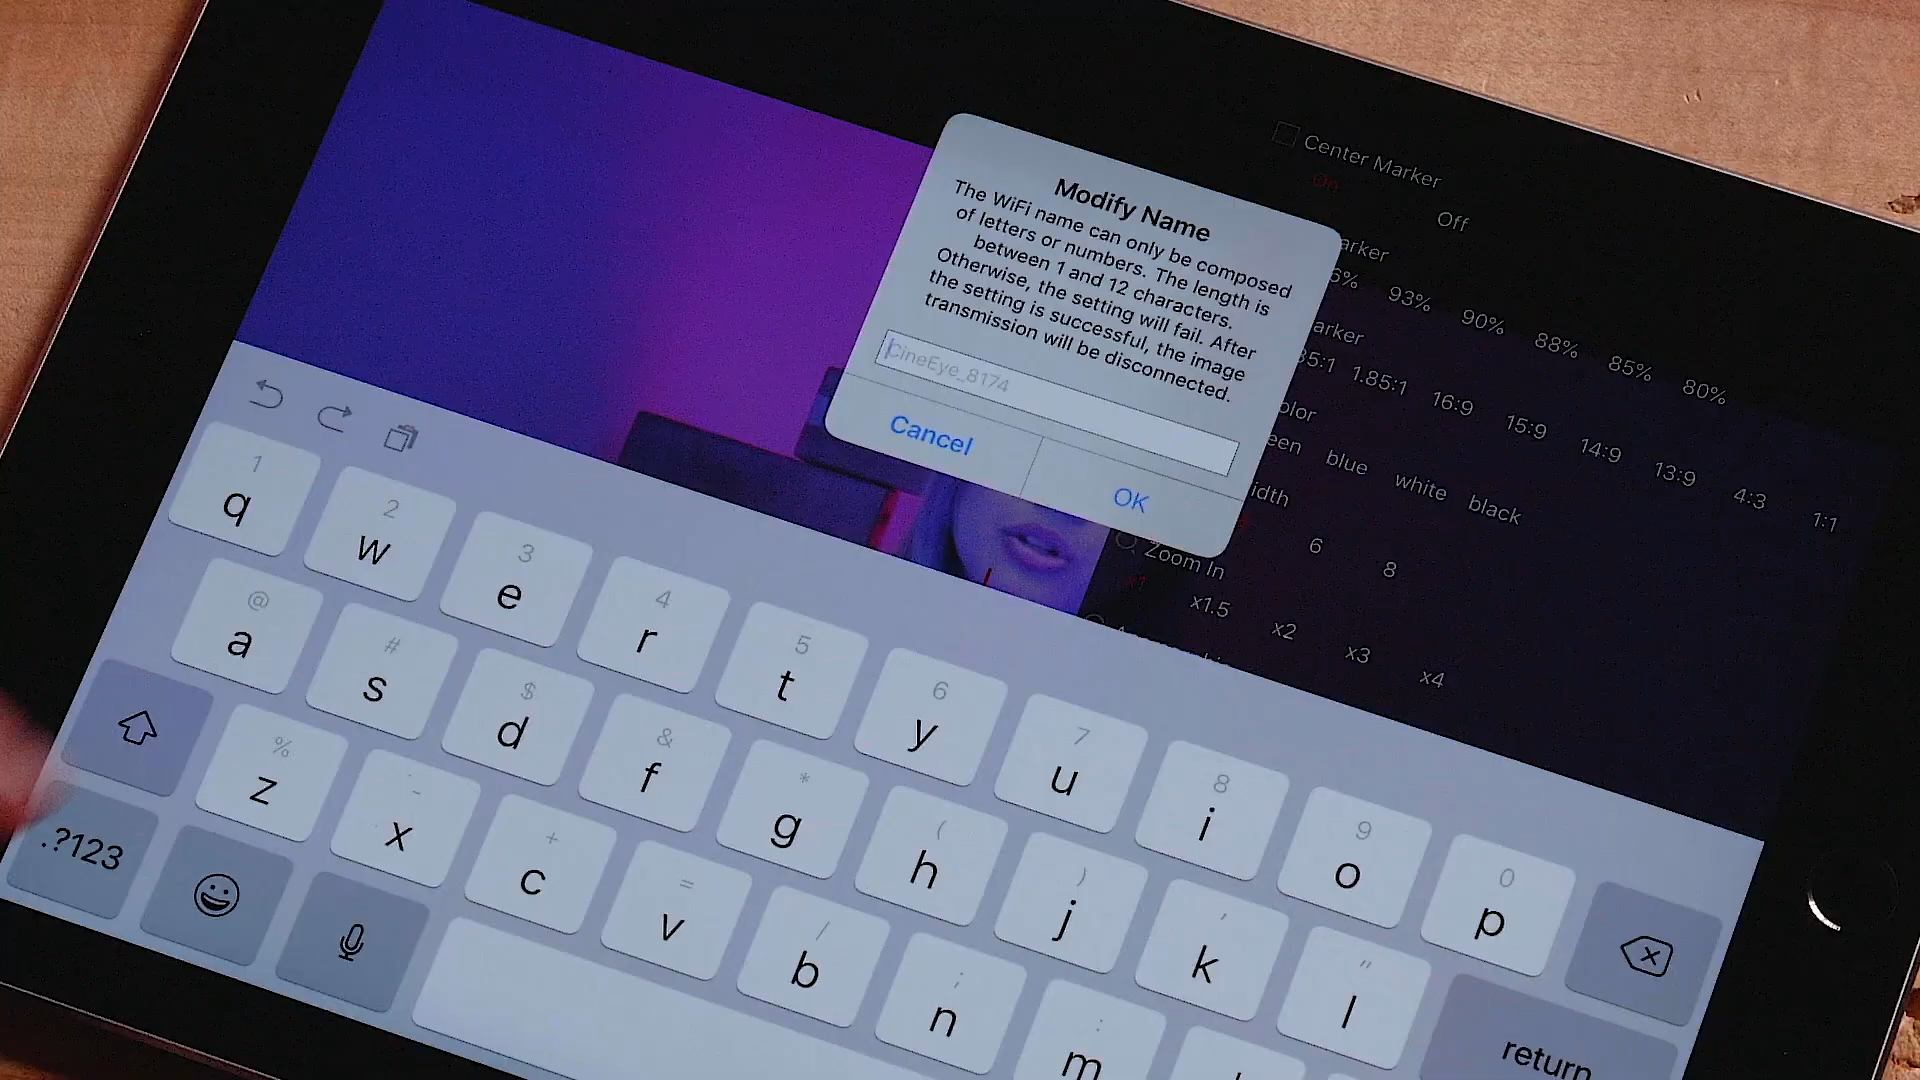 Center Marker
On
Off
arker
93% 90% 88% 85% 80%
arker
35:1 1.85:1 16:9 15:9 14:9 13:9 4:3 1:1
olor
een blue white black
idth
6 8
Zoom In
x1 x1.5 x2 x3 x4
Modify Name
The WiFi name can only be composed
of letters or numbers. The length is
between 1 and 12 characters.
Otherwise, the setting will fail. After
the setting is successful, the image
transmission will be disconnected.
CineEye_8174
Cancel
OK
1 2 3 4 5 6 7 8 9 0
q w e r t y u i o p
@ # $ & * ( ) ' "
a s d f g h j k l
return
% - + = / ; :
z x c v b n m
.?123